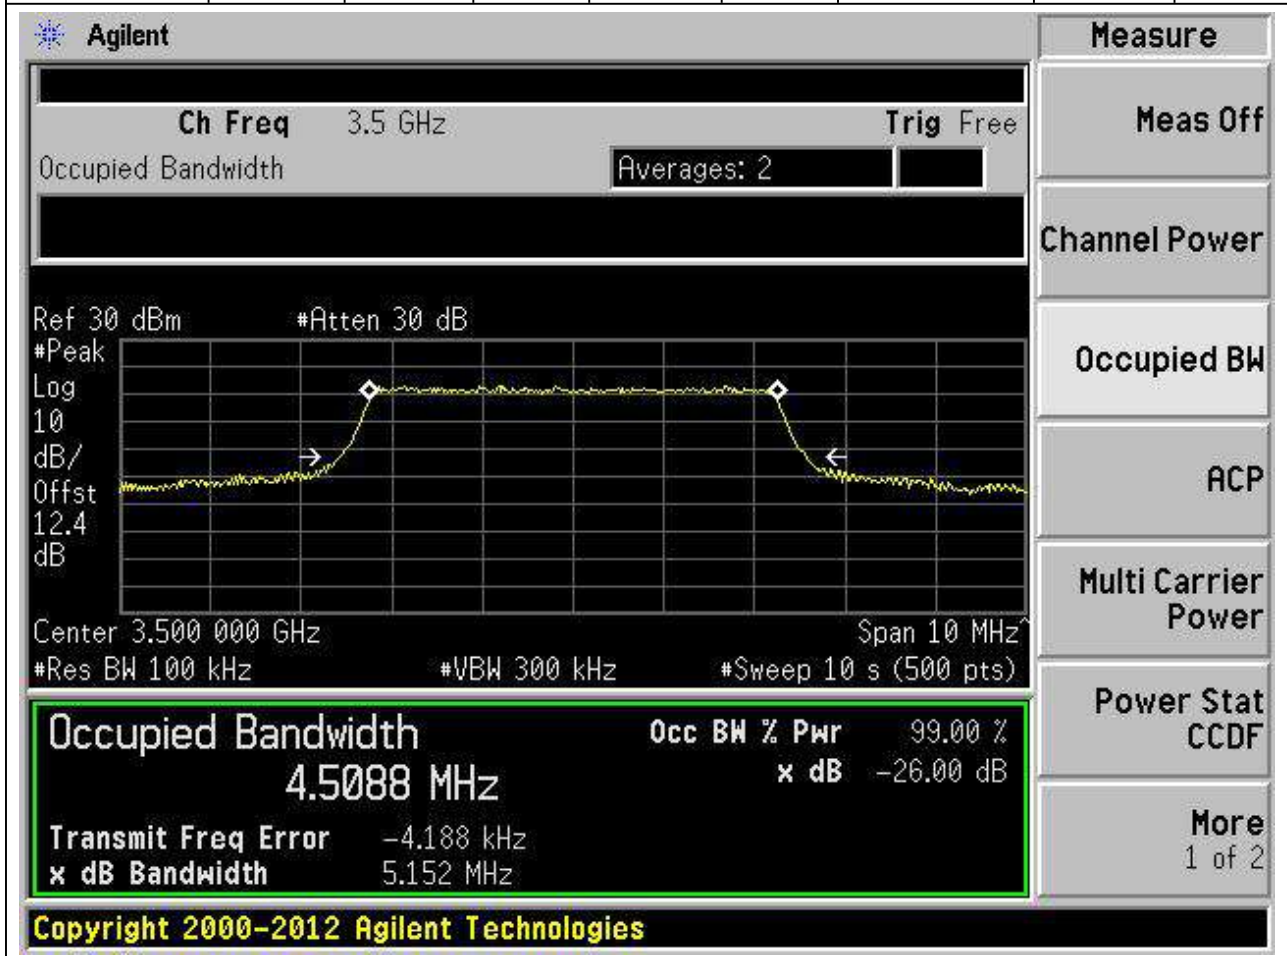 Agilent
Measure
Ch Freq 3.5 GHz Trig Free
Occupied Bandwidth Averages: 2
Meas Off
Channel Power
Occupied BW
ACP
Multi Carrier
Power
Power Stat
CCDF
More
1 of 2
Ref 30 dBm #Atten 30 dB
#Peak
Log
10
dB/
Offst
12.4
dB
Center 3.500 000 GHz Span 10 MHz^
#Res BW 100 kHz #VBW 300 kHz #Sweep 10 s (500 pts)
Occupied Bandwidth Occ BW % Pwr 99.00 %
4.5088 MHz x dB -26.00 dB
Transmit Freq Error -4.188 kHz
x dB Bandwidth 5.152 MHz
Copyright 2000-2012 Agilent Technologies